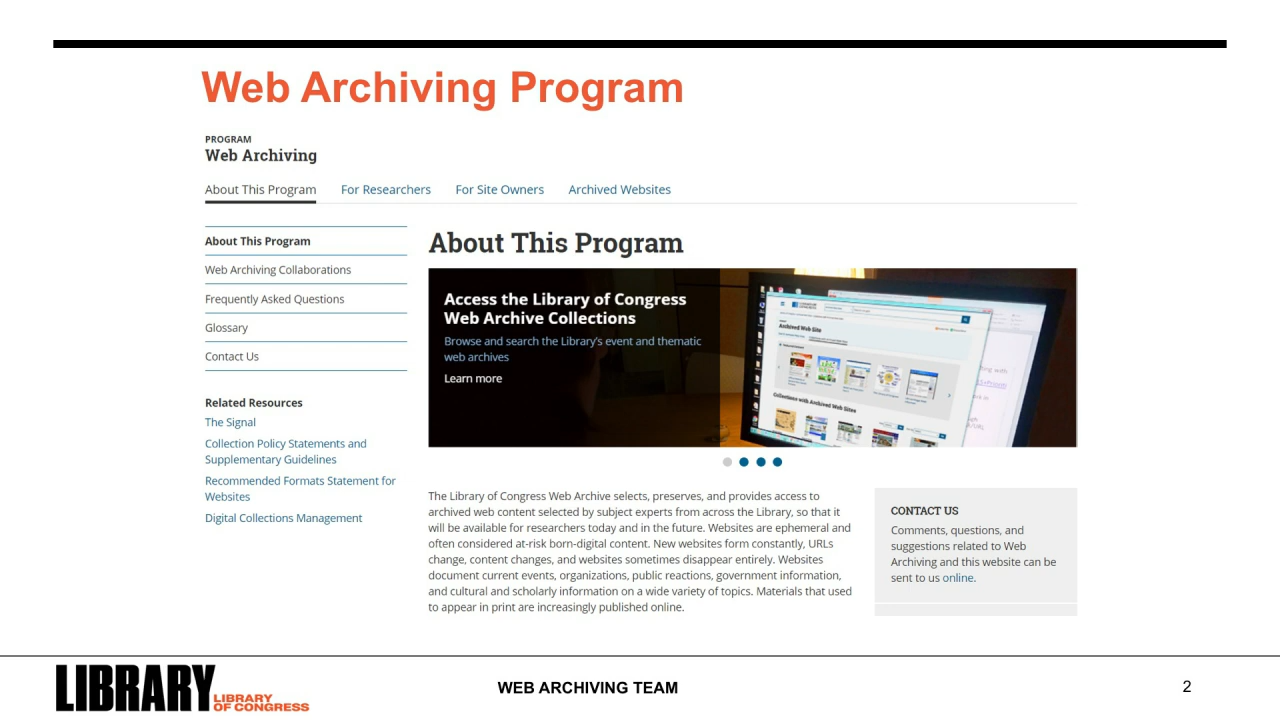 Web Archiving Program
PROGRAM
Web Archiving
About This Program
For Researchers
For Site Owners
Archived Websites
About This Program
Web Archiving Collaborations
Frequently Asked Questions
Glossary
Contact Us
Related Resources
The Signal
Collection Policy Statements and
Supplementary Guidelines
Recommended Formats Statement for
Websites
Digital Collections Management
About This Program
Access the Library of Congress
Web Archive Collections
Browse and search the Library's event and thematic
web archives
Learn more
Archived Web Site
Collections with Archived Web Sites
The Library of Congress Web Archive selects, preserves, and provides access to
archived web content selected by subject experts from across the Library, so that it
will be available for researchers today and in the future. Websites are ephemeral and
often considered at-risk born-digital content. New websites form constantly, URLs
change, content changes, and websites sometimes disappear entirely. Websites
document current events, organizations, public reactions, government information,
and cultural and scholarly information on a wide variety of topics. Materials that used
to appear in print are increasingly published online.
CONTACT US
Comments, questions, and
suggestions related to Web
Archiving and this website can be
sent to us online.
LIBRARY
LIBRARY
OF CONGRESS
WEB ARCHIVING TEAM
2